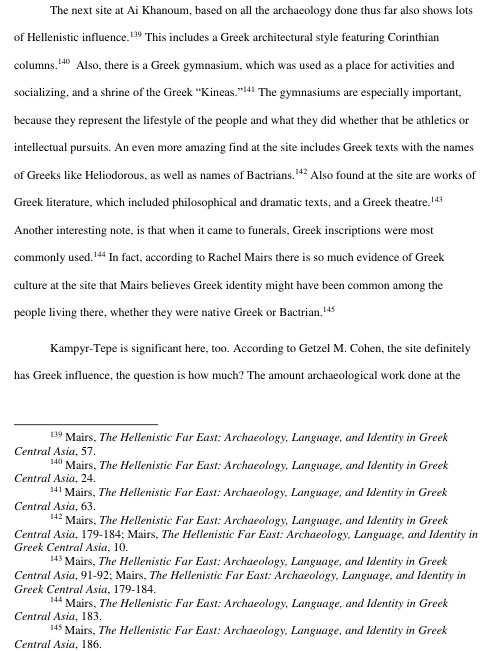 The next site at Ai Khanoum, based on all the archaeology done thus far also shows lots
of Hellenistic influence.139 This includes a Greek architectural style featuring Corinthian
columns.140  Also, there is a Greek gymnasium, which was used as a place for activities and
socializing, and a shrine of the Greek “Kineas.”141 The gymnasiums are especially important,
because they represent the lifestyle of the people and what they did whether that be athletics or
intellectual pursuits. An even more amazing find at the site includes Greek texts with the names
of Greeks like Heliodorous, as well as names of Bactrians.142 Also found at the site are works of
Greek literature, which included philosophical and dramatic texts, and a Greek theatre.143
Another interesting note, is that when it came to funerals, Greek inscriptions were most
commonly used.144 In fact, according to Rachel Mairs there is so much evidence of Greek
culture at the site that Mairs believes Greek identity might have been common among the
people living there, whether they were native Greek or Bactrian.145
Kampyr-Tepe is significant here, too. According to Getzel M. Cohen, the site definitely
has Greek influence, the question is how much? The amount archaeological work done at the
139 Mairs, The Hellenistic Far East: Archaeology, Language, and Identity in Greek
Central Asia, 57.
140 Mairs, The Hellenistic Far East: Archaeology, Language, and Identity in Greek
Central Asia, 24.
141 Mairs, The Hellenistic Far East: Archaeology, Language, and Identity in Greek
Central Asia, 63.
142 Mairs, The Hellenistic Far East: Archaeology, Language, and Identity in Greek
Central Asia, 179-184; Mairs, The Hellenistic Far East: Archaeology, Language, and Identity in
Greek Central Asia, 10.
143 Mairs, The Hellenistic Far East: Archaeology, Language, and Identity in Greek
Central Asia, 91-92; Mairs, The Hellenistic Far East: Archaeology, Language, and Identity in
Greek Central Asia, 179-184.
144 Mairs, The Hellenistic Far East: Archaeology, Language, and Identity in Greek
Central Asia, 183.
145 Mairs, The Hellenistic Far East: Archaeology, Language, and Identity in Greek
Central Asia, 186.